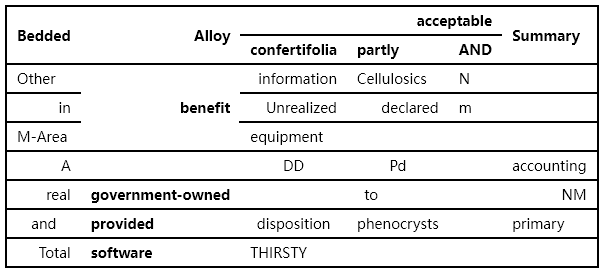 acceptable
Bedded Alloy Summary
confertifolia partly AND
Other information Cellulosics N
in benefit Unrealized declared m
M-Area equipment
A DD Pd accounting
real government-owned to NM
and provided disposition phenocrysts primary
Total software THIRSTY